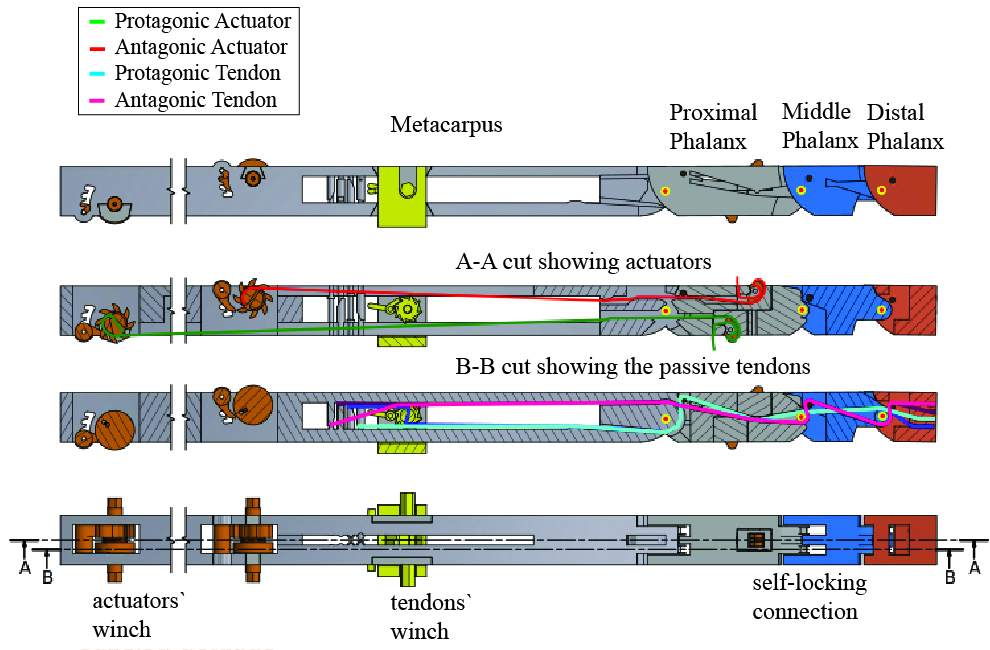 Protagonic Actuator
Antagonic Actuator
Protagonic Tendon
Antagonic Tendon
Metacarpus
Proximal
Phalanx
Middle
Phalanx
Distal
Phalanx
A-A cut showing actuators
B-B cut showing the passive tendons
A
B
B
A
actuators`
winch
tendons`
winch
self-locking
connection